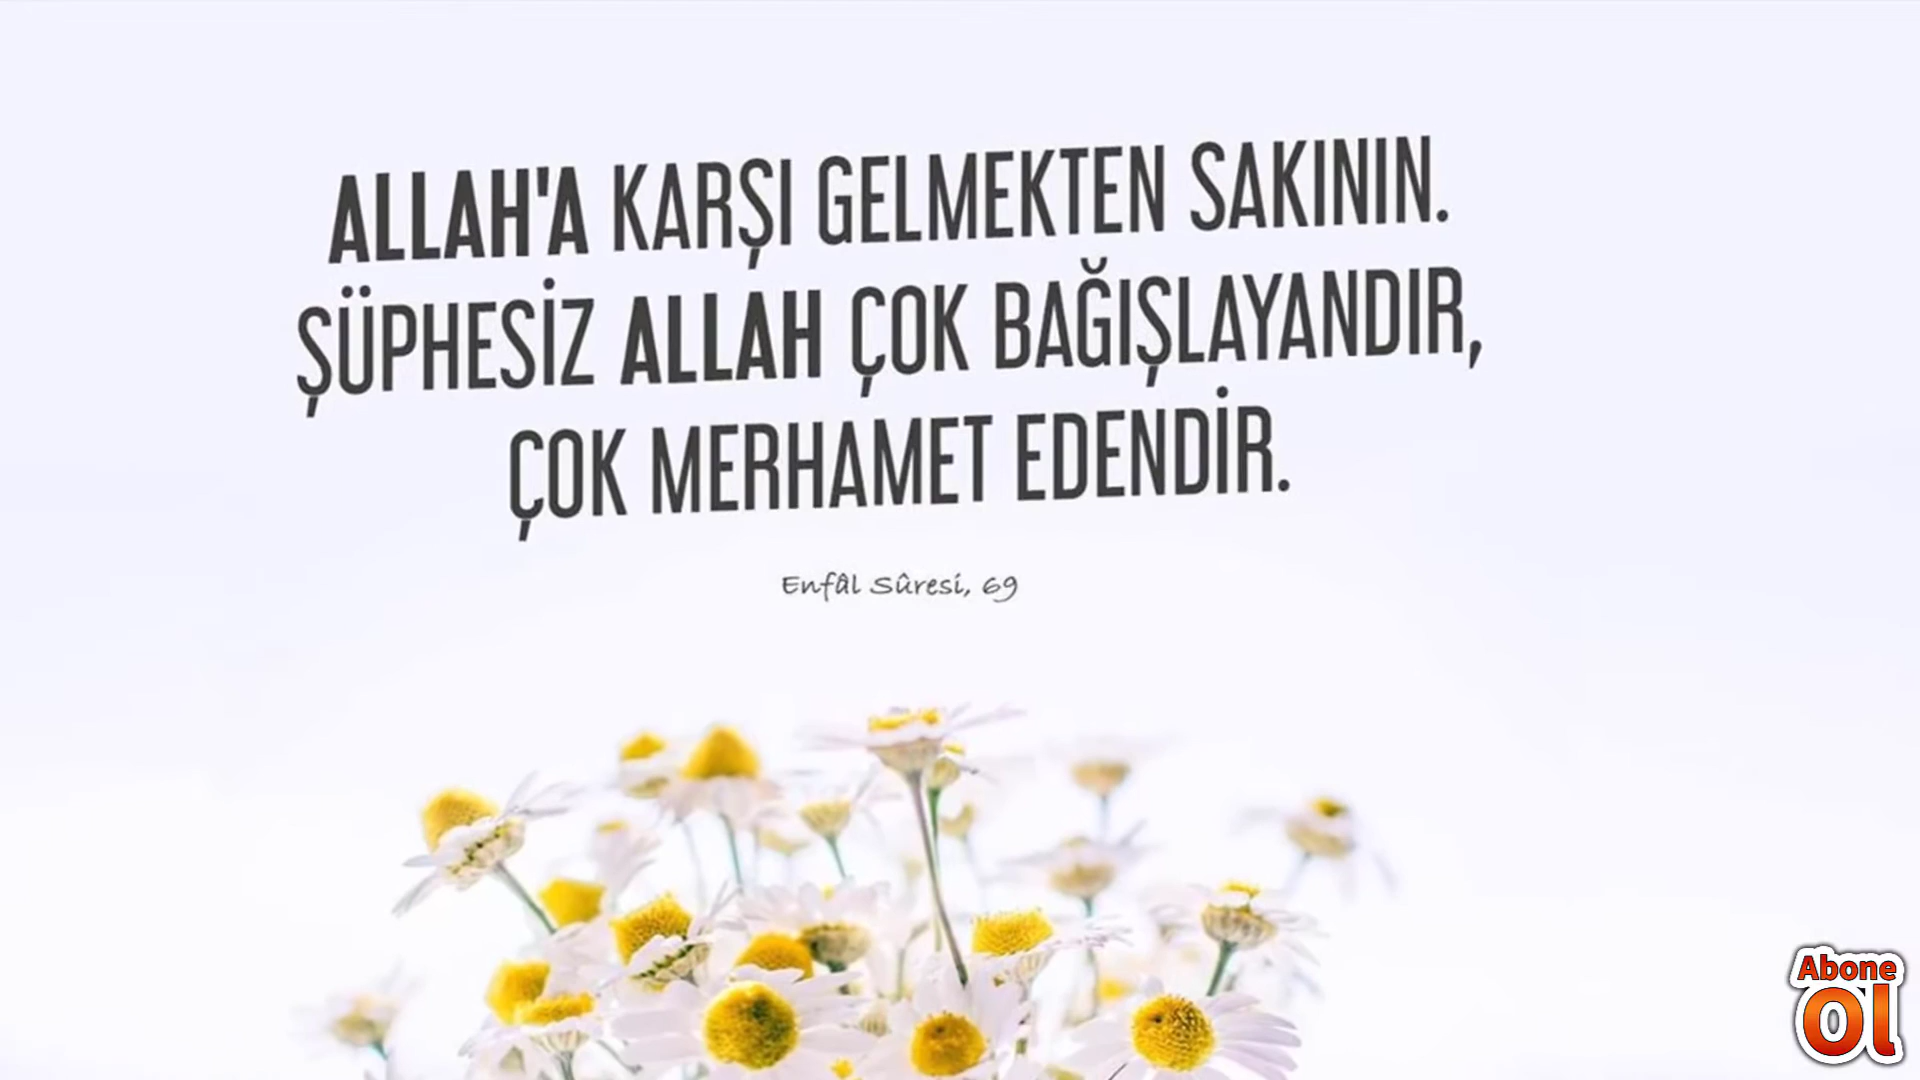 ALLAH'A KARŞI GELMEKTEN SAKININ.
ŞÜPHESİZ ALLAH ÇOK BAĞIŞLAYANDIR,
ÇOK MERHAMET EDENDİR.
Enfâl Sûresi, 69
Abone
Ol